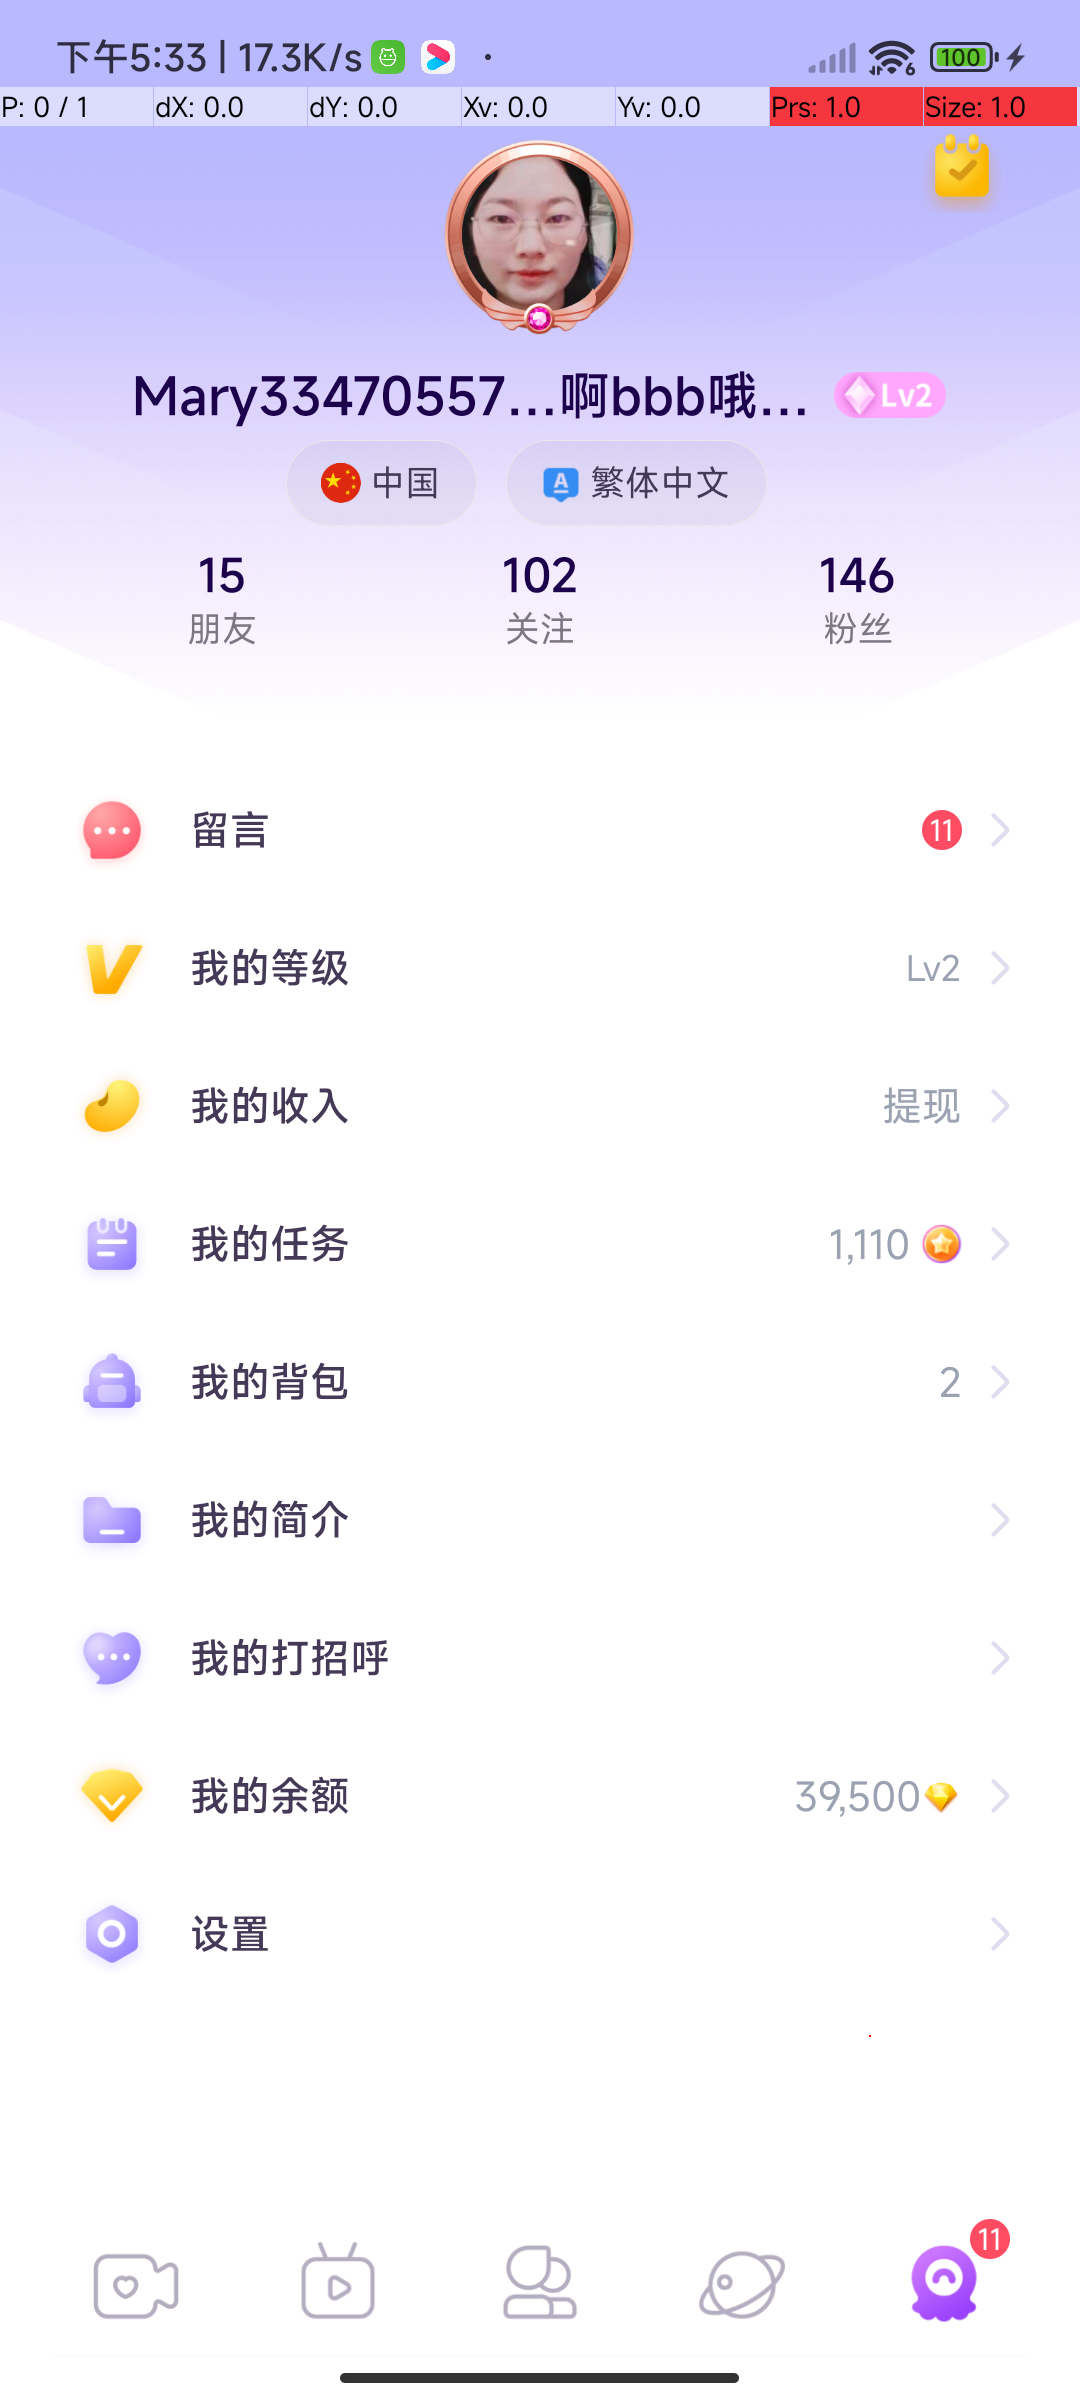 下午5:33 | 17.3K/s
100
P: 0 / 1 dX: 0.0 dY: 0.0 Xv: 0.0 Yv: 0.0 Prs: 1.0 Size: 1.0
Mary33470557...啊bbb哦... Lv2
中国 A 繁体中文
15 102 146
朋友 关注 粉丝
留言 11
我的等级 Lv2
我的收入 提现
我的任务 1,110
我的背包 2
我的简介
我的打招呼
我的余额 39,500
设置
11